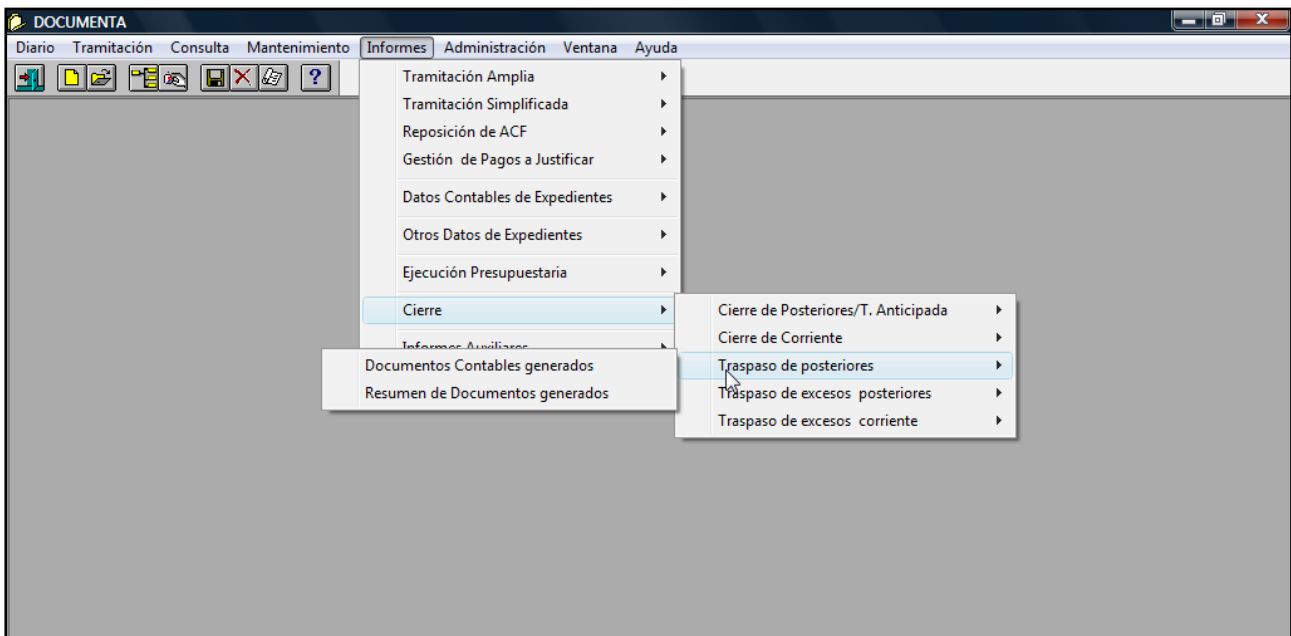 DOCUMENTA
Diario Tramitación Consulta Mantenimiento Informes Administración Ventana Ayuda
Tramitación Amplia
Tramitación Simplificada
Reposición de ACF
Gestión de Pagos a Justificar
Datos Contables de Expedientes
Otros Datos de Expedientes
Ejecución Presupuestaria
Cierre
Informes Auxiliares
Cierre de Posteriores/T. Anticipada
Cierre de Corriente
Traspaso de posteriores
Traspaso de excesos posteriores
Traspaso de excesos corriente
Documentos Contables generados
Resumen de Documentos generados